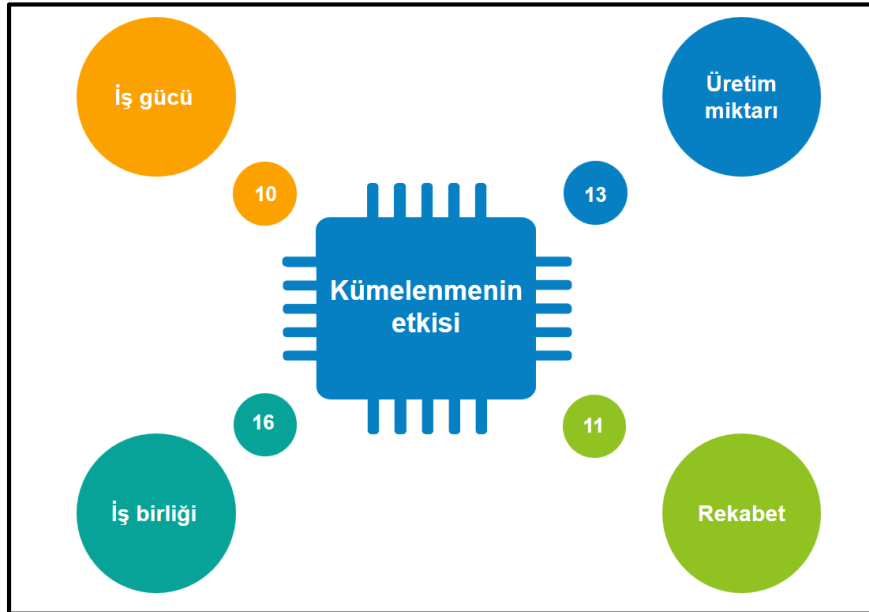 İş gücü
Üretim
miktarı
10
13
Kümelenmenin
etkisi
16
11
İş birliği
Rekabet